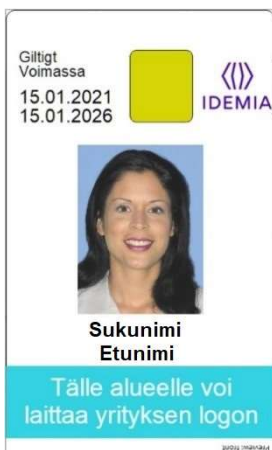 Giltigt
Voimassa
15.01.2021
15.01.2026
IDEMIA
Sukunimi
Etunimi
Tälle alueelle voi
laittaa yrityksen logon